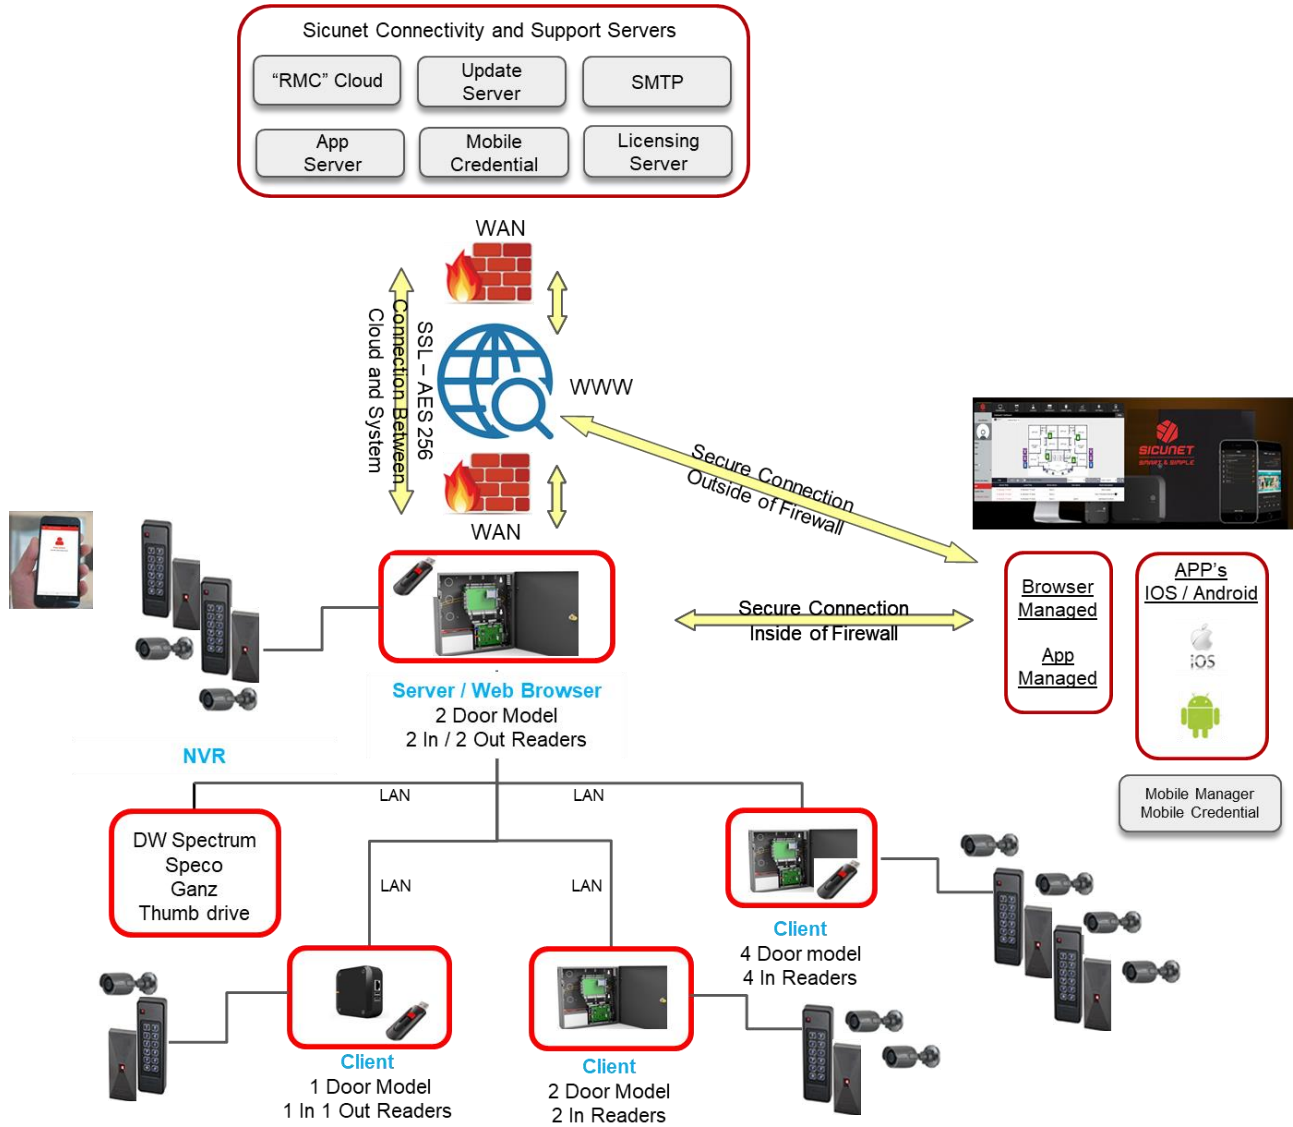 Sicunet Connectivity and Support Servers
“RMC” Cloud
Update
Server
SMTP
App
Server
Mobile
Credential
Licensing
Server
WAN
SSL – AES 256
Connection Between
Cloud and System
WWW
WAN
Secure Connection
Outside of Firewall
SICUNET
SMART & SIMPLE
Secure Connection
Inside of Firewall
Browser
Managed
App
Managed
APP's
IOS / Android
iOS
Mobile Manager
Mobile Credential
Server / Web Browser
2 Door Model
2 In / 2 Out Readers
NVR
LAN
LAN
DW Spectrum
Speco
Ganz
Thumb drive
LAN
LAN
Client
4 Door model
4 In Readers
Client
1 Door Model
1 In 1 Out Readers
Client
2 Door Model
2 In Readers